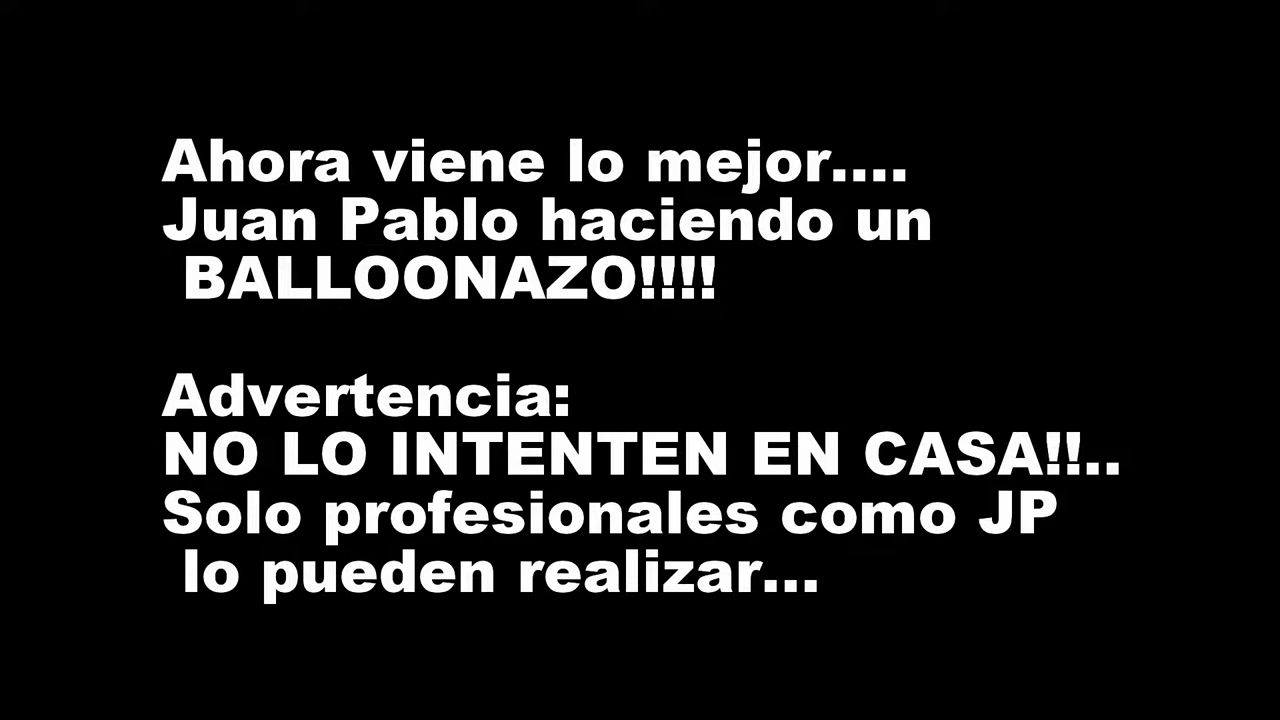 Ahora viene lo mejor....
Juan Pablo haciendo un
BALLOONAZO!!!!
Advertencia:
NO LO INTENTEN EN CASA!!..
Solo profesionales como JP
lo pueden realizar...